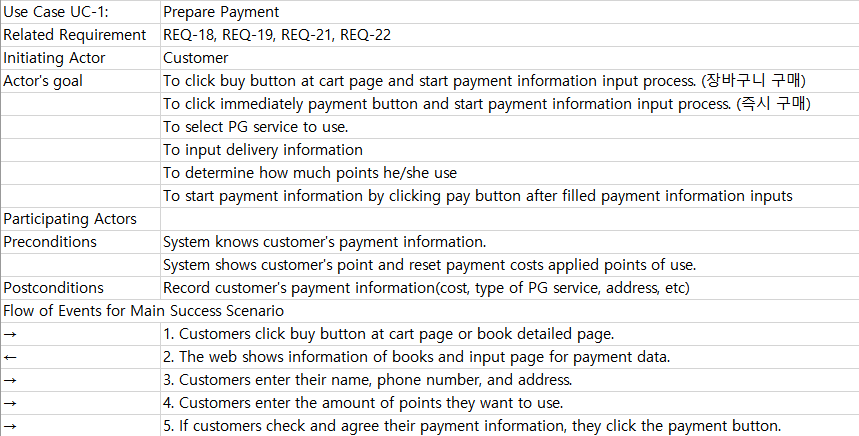 Use Case UC-1: Prepare Payment
Related Requirement REQ-18, REQ-19, REQ-21, REQ-22
Initiating Actor Customer
Actor's goal To click buy button at cart page and start payment information input process. (장바구니 구매)
To click immediately payment button and start payment information input process. (즉시 구매)
To select PG service to use.
To input delivery information
To determine how much points he/she use
To start payment information by clicking pay button after filled payment information inputs
Participating Actors
Preconditions System knows customer's payment information.
System shows customer's point and reset payment costs applied points of use.
Postconditions Record customer's payment information(cost, type of PG service, address, etc)
Flow of Events for Main Success Scenario
→ 1. Customers click buy button at cart page or book detailed page.
← 2. The web shows information of books and input page for payment data.
→ 3. Customers enter their name, phone number, and address.
→ 4. Customers enter the amount of points they want to use.
→ 5. If customers check and agree their payment information, they click the payment button.